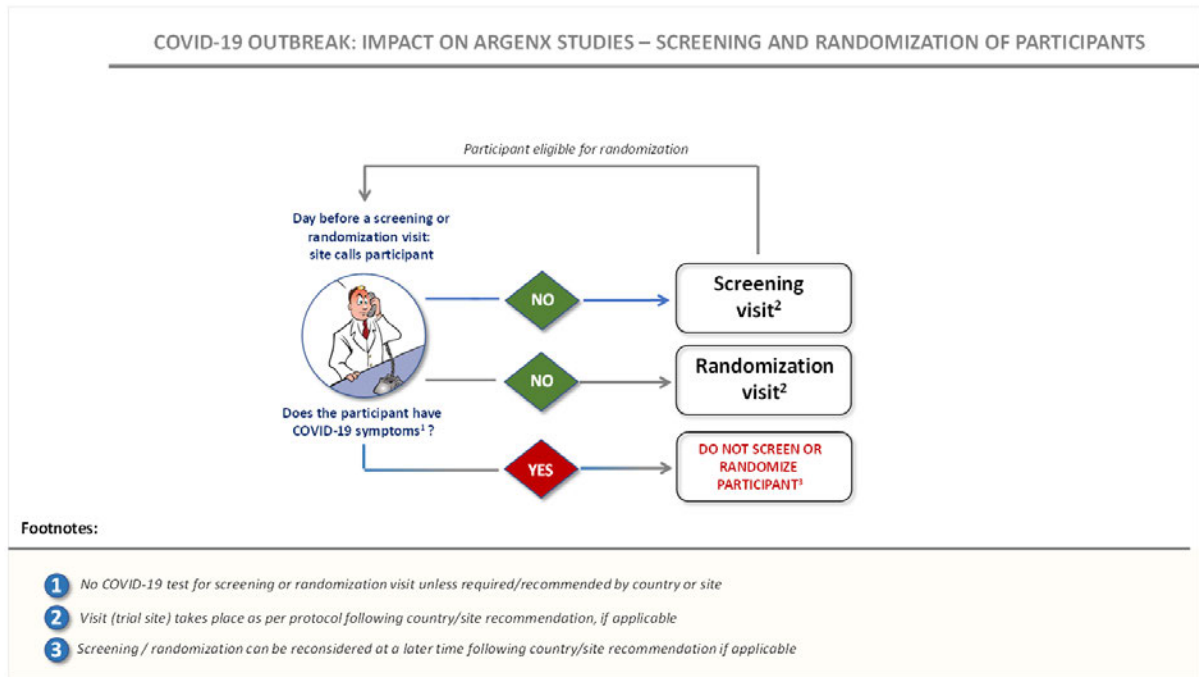 COVID-19 OUTBREAK: IMPACT ON ARGENX STUDIES – SCREENING AND RANDOMIZATION OF PARTICIPANTS
Participant eligible for randomization
Day before a screening or
randomization visit:
site calls participant
NO
Screening
visit²
NO
Randomization
visit²
Does the participant have
COVID-19 symptoms¹ ?
YES
DO NOT SCREEN OR
RANDOMIZE
PARTICIPANT³
Footnotes:
1 No COVID-19 test for screening or randomization visit unless required/recommended by country or site
2 Visit (trial site) takes place as per protocol following country/site recommendation, if applicable
3 Screening / randomization can be reconsidered at a later time following country/site recommendation if applicable